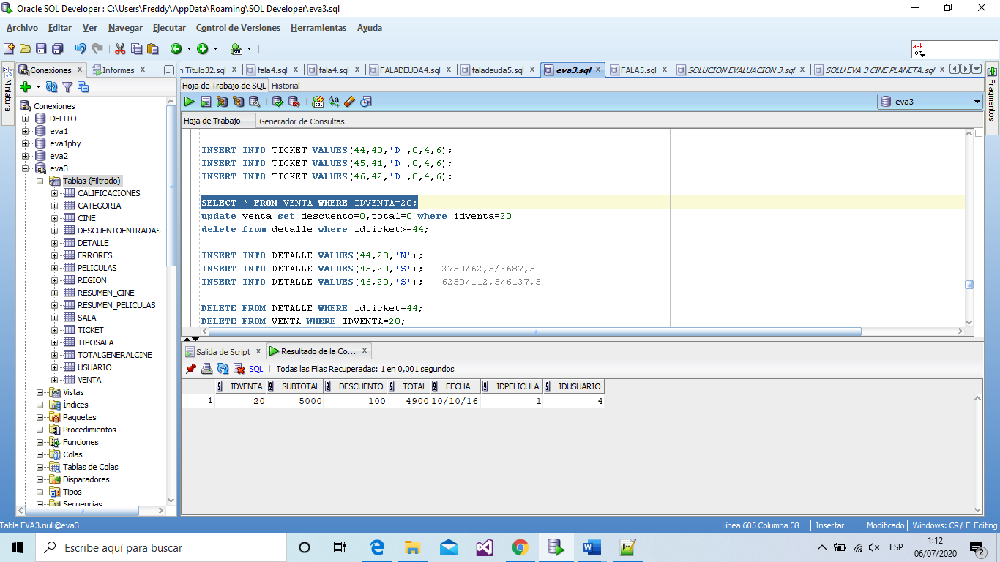 Oracle SQL Developer : C:\Users\Freddy\AppData\Roaming\SQL Developer\eva3.sql
Archivo Editar Ver Navegar Ejecutar Control de Versiones Herramientas Ayuda
ask
Tom
Conexiones Informes
n Título32.sql fala4.sql fala4.sql FALADEUDA4.sql faladeuda5.sql eva3.sql FALA5.sql SOLUCION EVALUACION 3.sql SOLU EVA 3 CINE PLANETA.sql
Miniatura
Fragmentos
Conexiones
DELITO
eva1
eva1pby
eva2
eva3
Tablas (Filtrado)
CALIFICACIONES
CATEGORIA
CINE
DESCUENTOENTRADAS
DETALLE
ERRORES
PELICULAS
REGION
RESUMEN_CINE
RESUMEN_PELICULAS
SALA
TICKET
TIPOSALA
TOTALGENERALCINE
USUARIO
VENTA
Vistas
Índices
Paquetes
Procedimientos
Funciones
Colas
Tablas de Colas
Disparadores
Tipos
Secuencias
Hoja de Trabajo de SQL Historial
eva3
Hoja de Trabajo Generador de Consultas
INSERT INTO TICKET VALUES(44,40,'D',0,4,6);
INSERT INTO TICKET VALUES(45,41,'D',0,4,6);
INSERT INTO TICKET VALUES(46,42,'D',0,4,6);
SELECT * FROM VENTA WHERE IDVENTA=20;
update venta set descuento=0,total=0 where idventa=20
delete from detalle where idticket>=44;
INSERT INTO DETALLE VALUES(44,20,'N');
INSERT INTO DETALLE VALUES(45,20,'S');-- 3750/62,5/3687,5
INSERT INTO DETALLE VALUES(46,20,'S');-- 6250/112,5/6137,5
DELETE FROM DETALLE WHERE idticket=44;
DELETE FROM VENTA WHERE IDVENTA=20;
Salida de Script Resultado de la Co...
SQL Todas las Filas Recuperadas: 1 en 0,001 segundos
IDVENTA SUBTOTAL DESCUENTO TOTAL FECHA IDPELICULA IDUSUARIO
1 20 5000 100 4900 10/10/16 1 4
Tabla EVA3.null@eva3
Línea 605 Columna 38 Insertar Modificado Windows: CR/LF Editing
Escribe aquí para buscar
ESP
1:12
06/07/2020
2